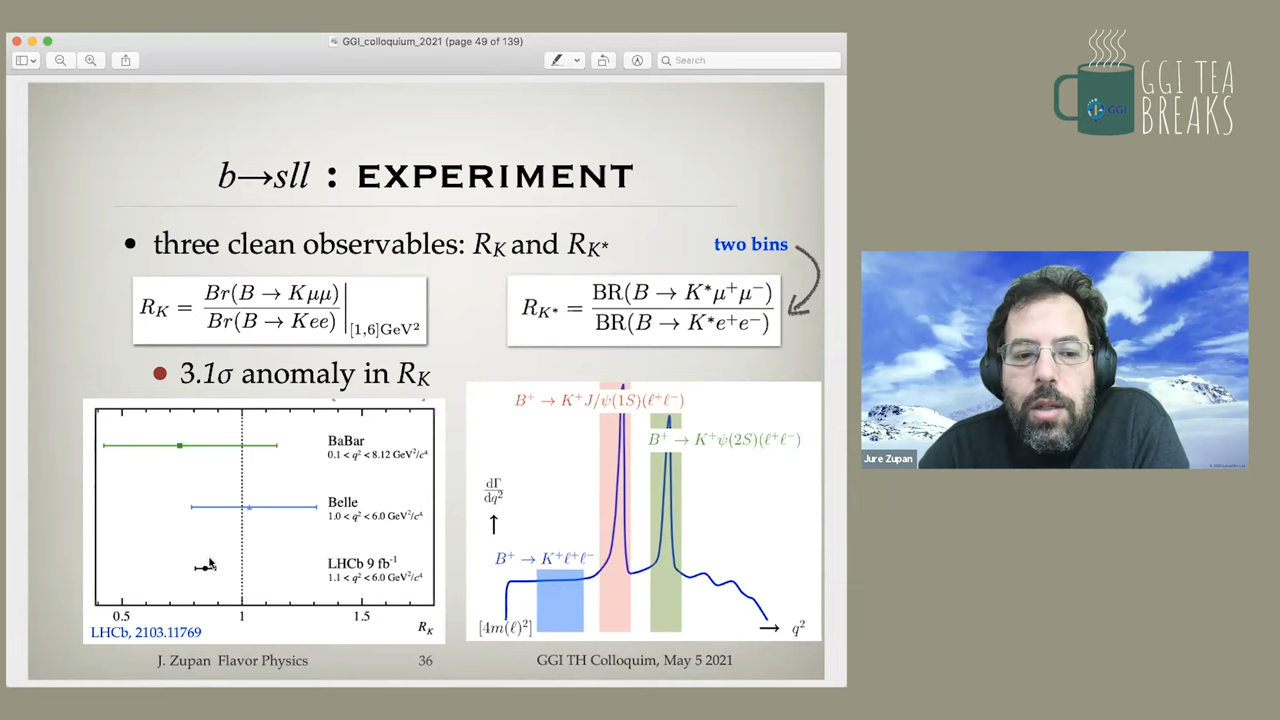 GGI_colloquium_2021 (page 49 of 139)
Search
b→sll : EXPERIMENT
• three clean observables: R_K and R_K*
two bins
R_K = Br(B → Kµµ) / Br(B → Kee) |_[1,6]GeV²
R_K* = BR(B → K*µ⁺µ⁻) / BR(B → K*e⁺e⁻)
• 3.1σ anomaly in R_K
BaBar
0.1 < q² < 8.12 GeV²/c⁴
Belle
1.0 < q² < 6.0 GeV²/c⁴
LHCb 9 fb⁻¹
1.1 < q² < 6.0 GeV²/c⁴
0.5 1 1.5
R_K
LHCb, 2103.11769
B⁺ → K⁺J/ψ(1S)(ℓ⁺ℓ⁻)
B⁺ → K⁺ψ(2S)(ℓ⁺ℓ⁻)
dΓ
dq²
↑
B⁺ → K⁺ℓ⁺ℓ⁻
[4m(ℓ)²]
→ q²
J. Zupan Flavor Physics
36
GGI TH Colloquim, May 5 2021
GGI
GGI TEA
BREAKS
Jure Zupan